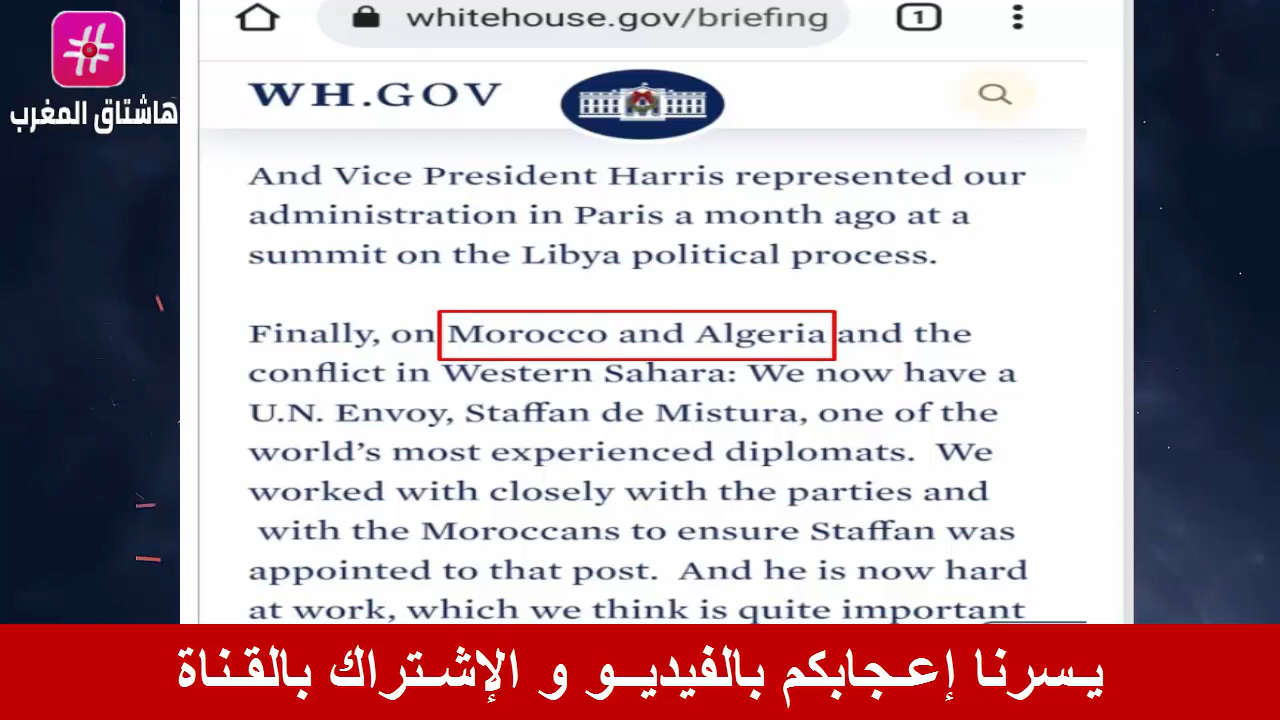 whitehouse.gov/briefing
1
هاشتاق المغرب
WH.GOV
And Vice President Harris represented our
administration in Paris a month ago at a
summit on the Libya political process.
Finally, on Morocco and Algeria and the
conflict in Western Sahara: We now have a
U.N. Envoy, Staffan de Mistura, one of the
world’s most experienced diplomats. We
worked with closely with the parties and
with the Moroccans to ensure Staffan was
appointed to that post. And he is now hard
at work, which we think is quite important
يسرنا إعجابكم بالفيديو و الإشتراك بالقناة